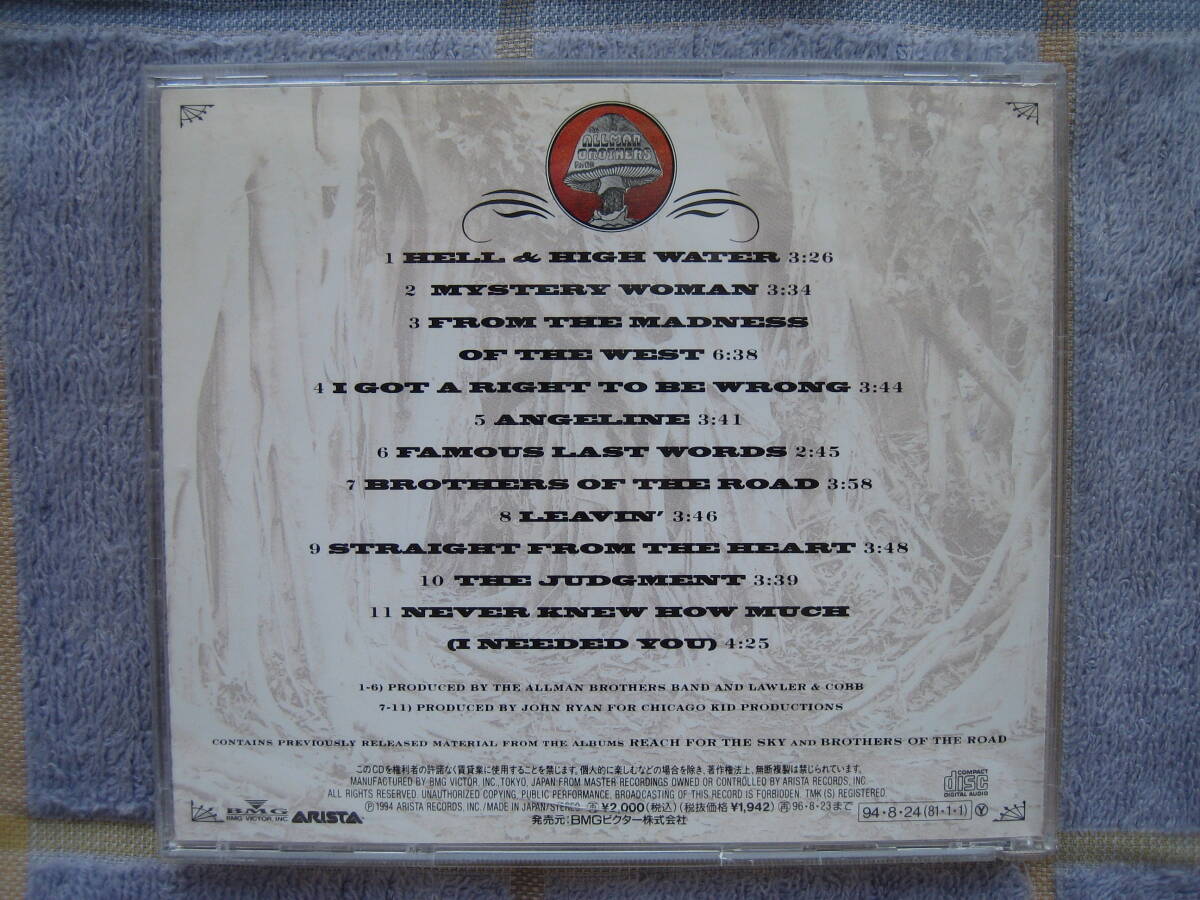 THE
ALLMAN
BROTHERS
BAND
1 HELL & HIGH WATER 3:26
2 MYSTERY WOMAN 3:34
3 FROM THE MADNESS
OF THE WEST 6:38
4 I GOT A RIGHT TO BE WRONG 3:44
5 ANGELINE 3:41
6 FAMOUS LAST WORDS 2:45
7 BROTHERS OF THE ROAD 3:58
8 LEAVIN' 3:46
9 STRAIGHT FROM THE HEART 3:48
10 THE JUDGMENT 3:39
11 NEVER KNEW HOW MUCH
(I NEEDED YOU) 4:25
1-6) PRODUCED BY THE ALLMAN BROTHERS BAND AND LAWLER & COBB
7-11) PRODUCED BY JOHN RYAN FOR CHICAGO KID PRODUCTIONS
CONTAINS PREVIOUSLY RELEASED MATERIAL FROM THE ALBUMS REACH FOR THE SKY AND BROTHERS OF THE ROAD
このCDを権利者の許諾なく賃貸業に使用することを禁じます。個人的に楽しむなどの場合を除き、著作権法上、無断複製は禁じられています。
MANUFACTURED BY BMG VICTOR, INC., TOKYO, JAPAN FROM MASTER RECORDINGS OWNED OR CONTROLLED BY ARISTA RECORDS, INC.
ALL RIGHTS RESERVED. UNAUTHORIZED COPYING, PUBLIC PERFORMANCE, BROADCASTING OF THIS RECORD IS FORBIDDEN. TMK (S) REGISTERED.
℗1994 ARISTA RECORDS, INC./MADE IN JAPAN/STEREO ㊢¥2,000(税込)(税抜価格¥1,942) ㊢96・8・23まで
発売元:BMGビクター株式会社
BMG
BMG VICTOR, INC.
ARISTA
COMPACT
disc
DIGITAL AUDIO
94・8・24(81・1・1) Ⓨ